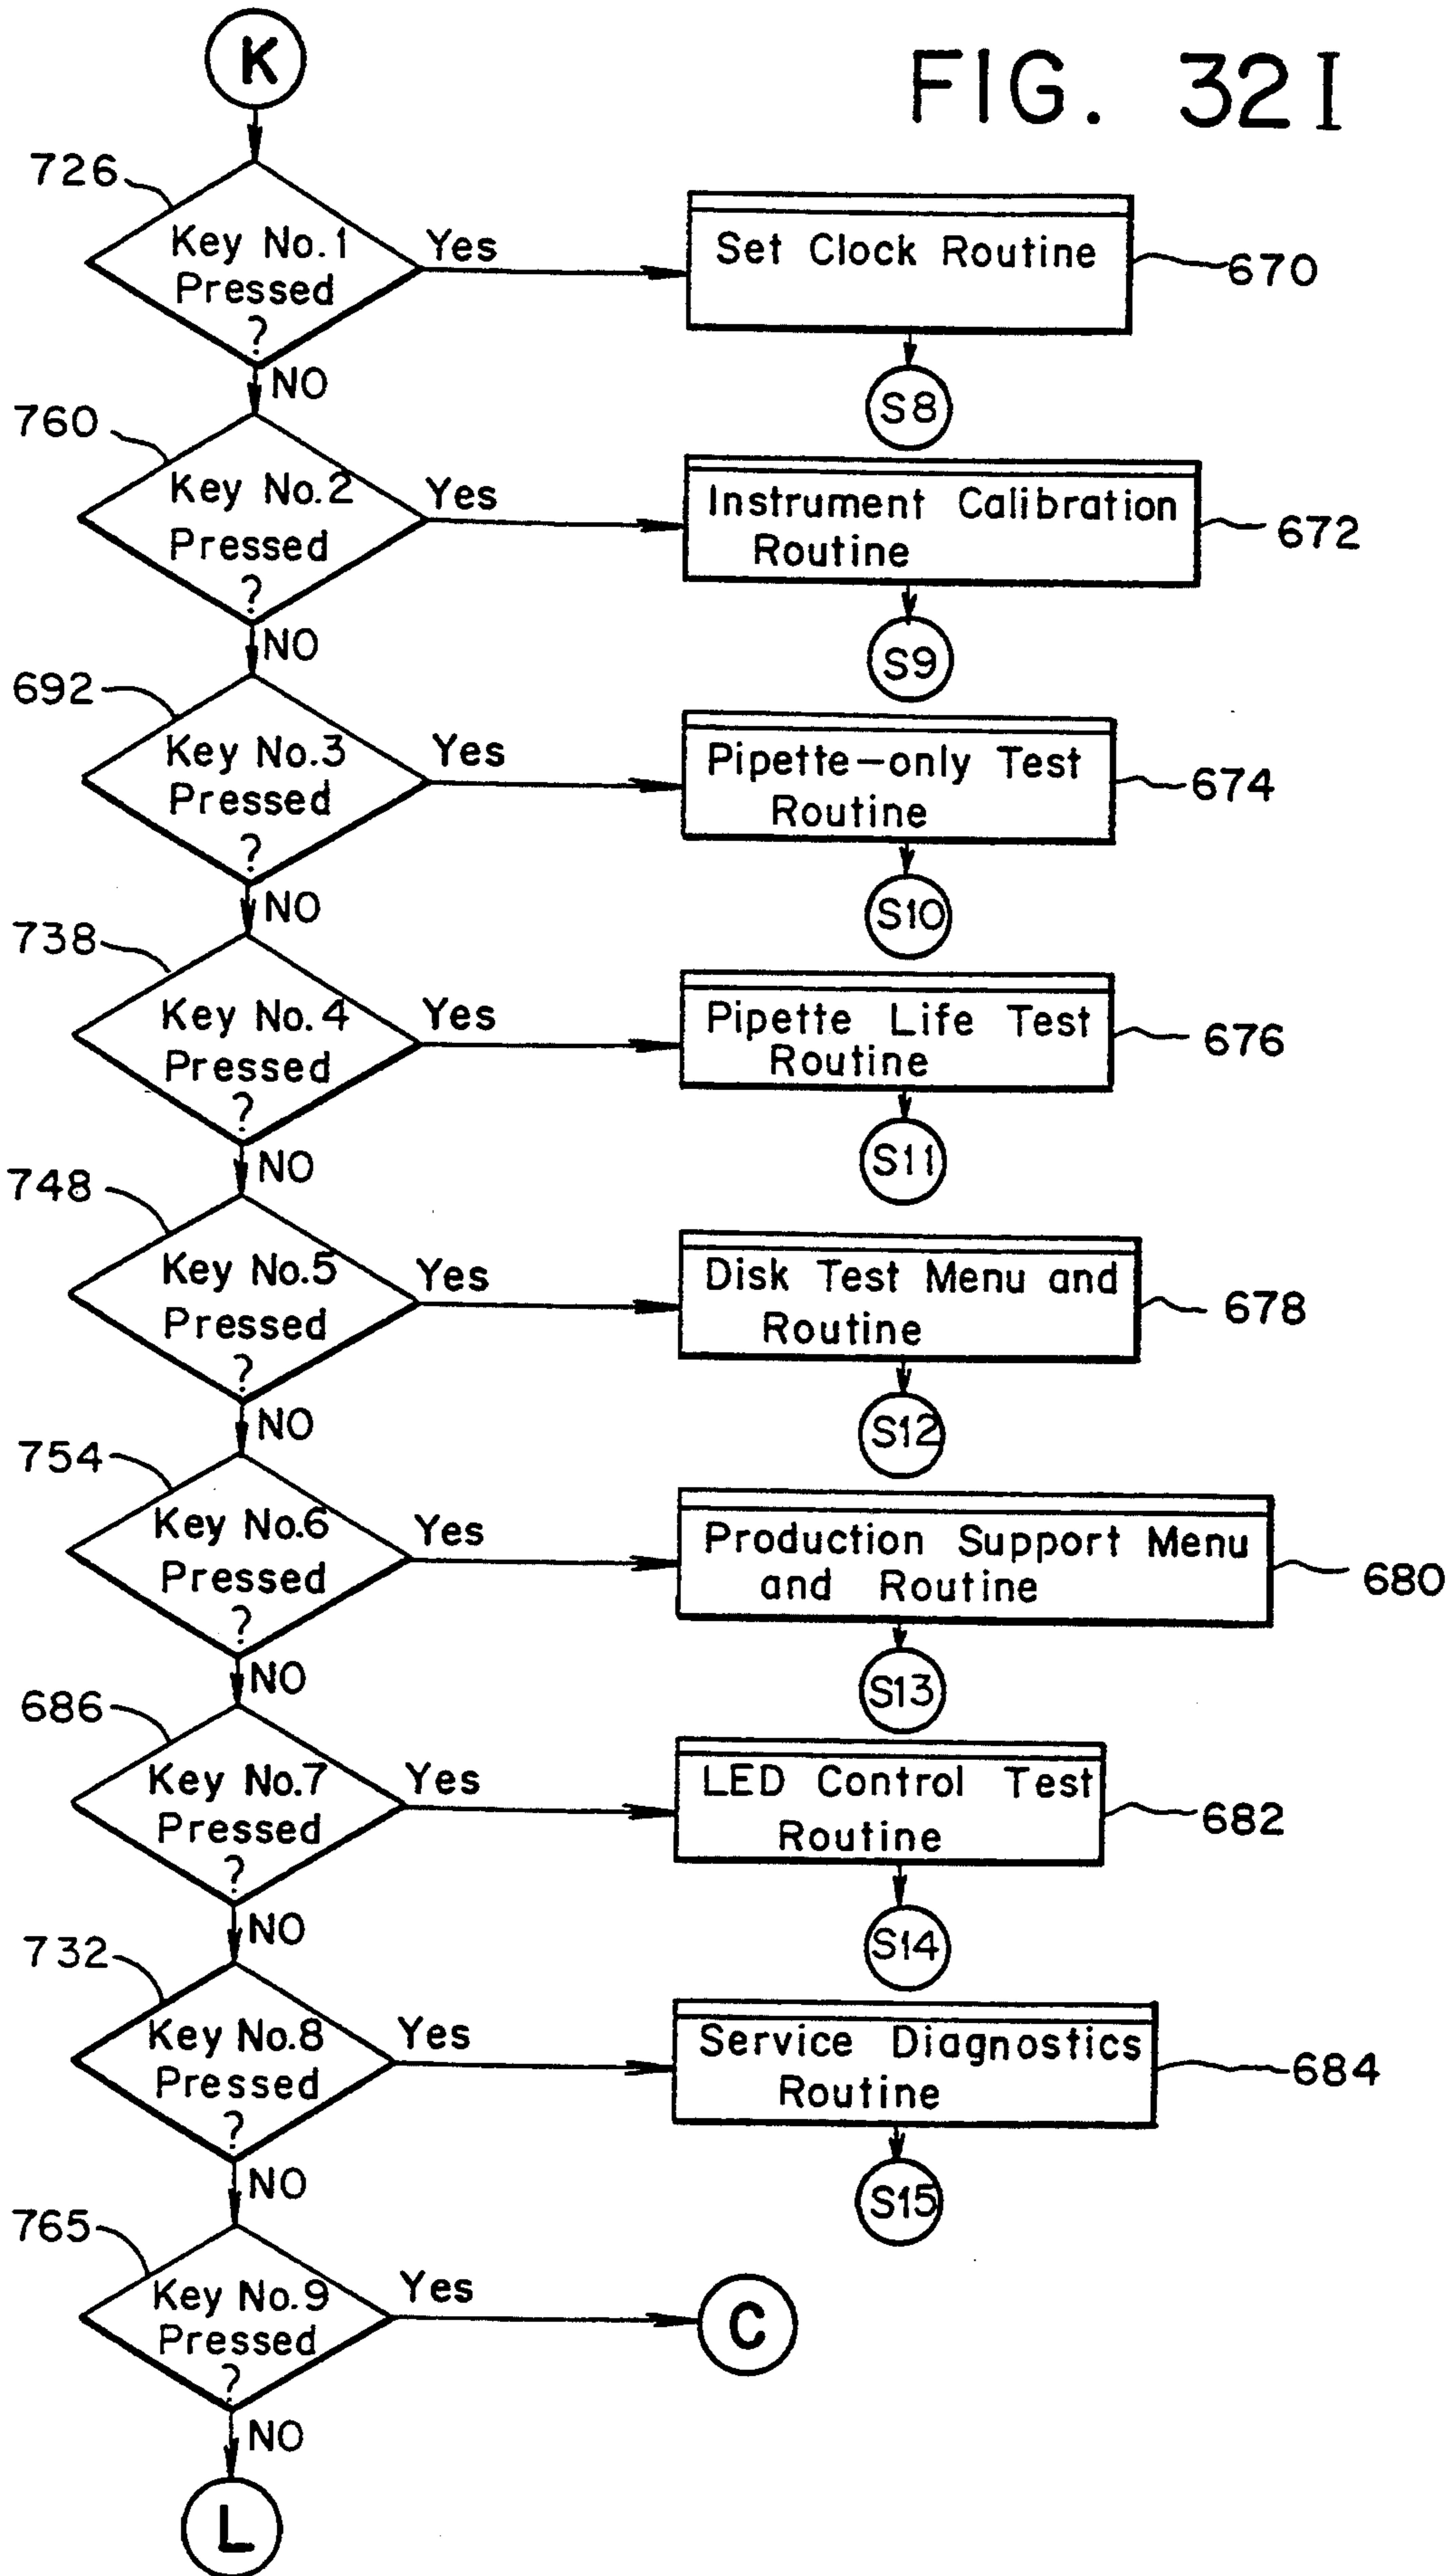 K
FIG. 32I
726
Key No.1
Pressed
?
Yes
Set Clock Routine
670
NO
S8
760
Key No.2
Pressed
?
Yes
Instrument Calibration
Routine
672
NO
S9
692
Key No.3
Pressed
?
Yes
Pipette-only Test
Routine
674
NO
S10
738
Key No.4
Pressed
?
Yes
Pipette Life Test
Routine
676
NO
S11
748
Key No.5
Pressed
?
Yes
Disk Test Menu and
Routine
678
NO
S12
754
Key No.6
Pressed
?
Yes
Production Support Menu
and Routine
680
NO
S13
686
Key No.7
Pressed
?
Yes
LED Control Test
Routine
682
NO
S14
732
Key No.8
Pressed
?
Yes
Service Diagnostics
Routine
684
NO
S15
765
Key No.9
Pressed
?
Yes
C
NO
L